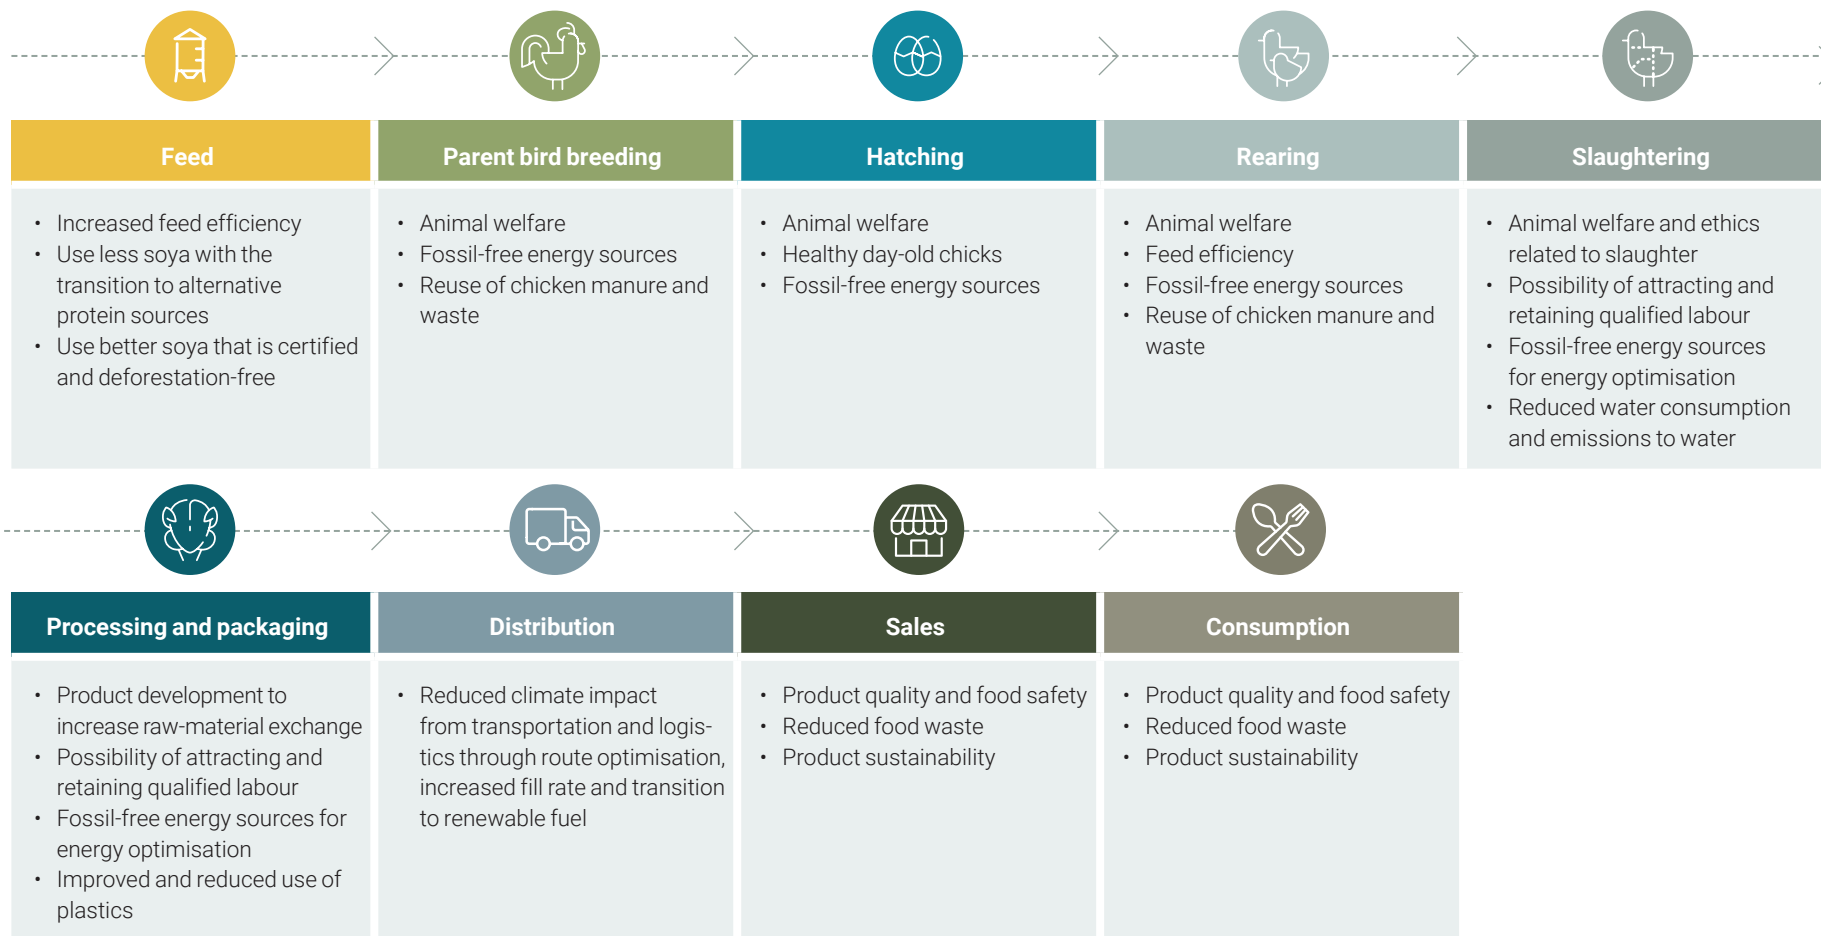 Feed
• Increased feed efficiency
• Use less soya with the
transition to alternative
protein sources
• Use better soya that is certified
and deforestation-free
Parent bird breeding
• Animal welfare
• Fossil-free energy sources
• Reuse of chicken manure and
waste
Hatching
• Animal welfare
• Healthy day-old chicks
• Fossil-free energy sources
Rearing
• Animal welfare
• Feed efficiency
• Fossil-free energy sources
• Reuse of chicken manure and
waste
Slaughtering
• Animal welfare and ethics
related to slaughter
• Possibility of attracting and
retaining qualified labour
• Fossil-free energy sources
for energy optimisation
• Reduced water consumption
and emissions to water
Processing and packaging
• Product development to
increase raw-material exchange
• Possibility of attracting and
retaining qualified labour
• Fossil-free energy sources for
energy optimisation
• Improved and reduced use of
plastics
Distribution
• Reduced climate impact
from transportation and logis-
tics through route optimisation,
increased fill rate and transition
to renewable fuel
Sales
• Product quality and food safety
• Reduced food waste
• Product sustainability
Consumption
• Product quality and food safety
• Reduced food waste
• Product sustainability